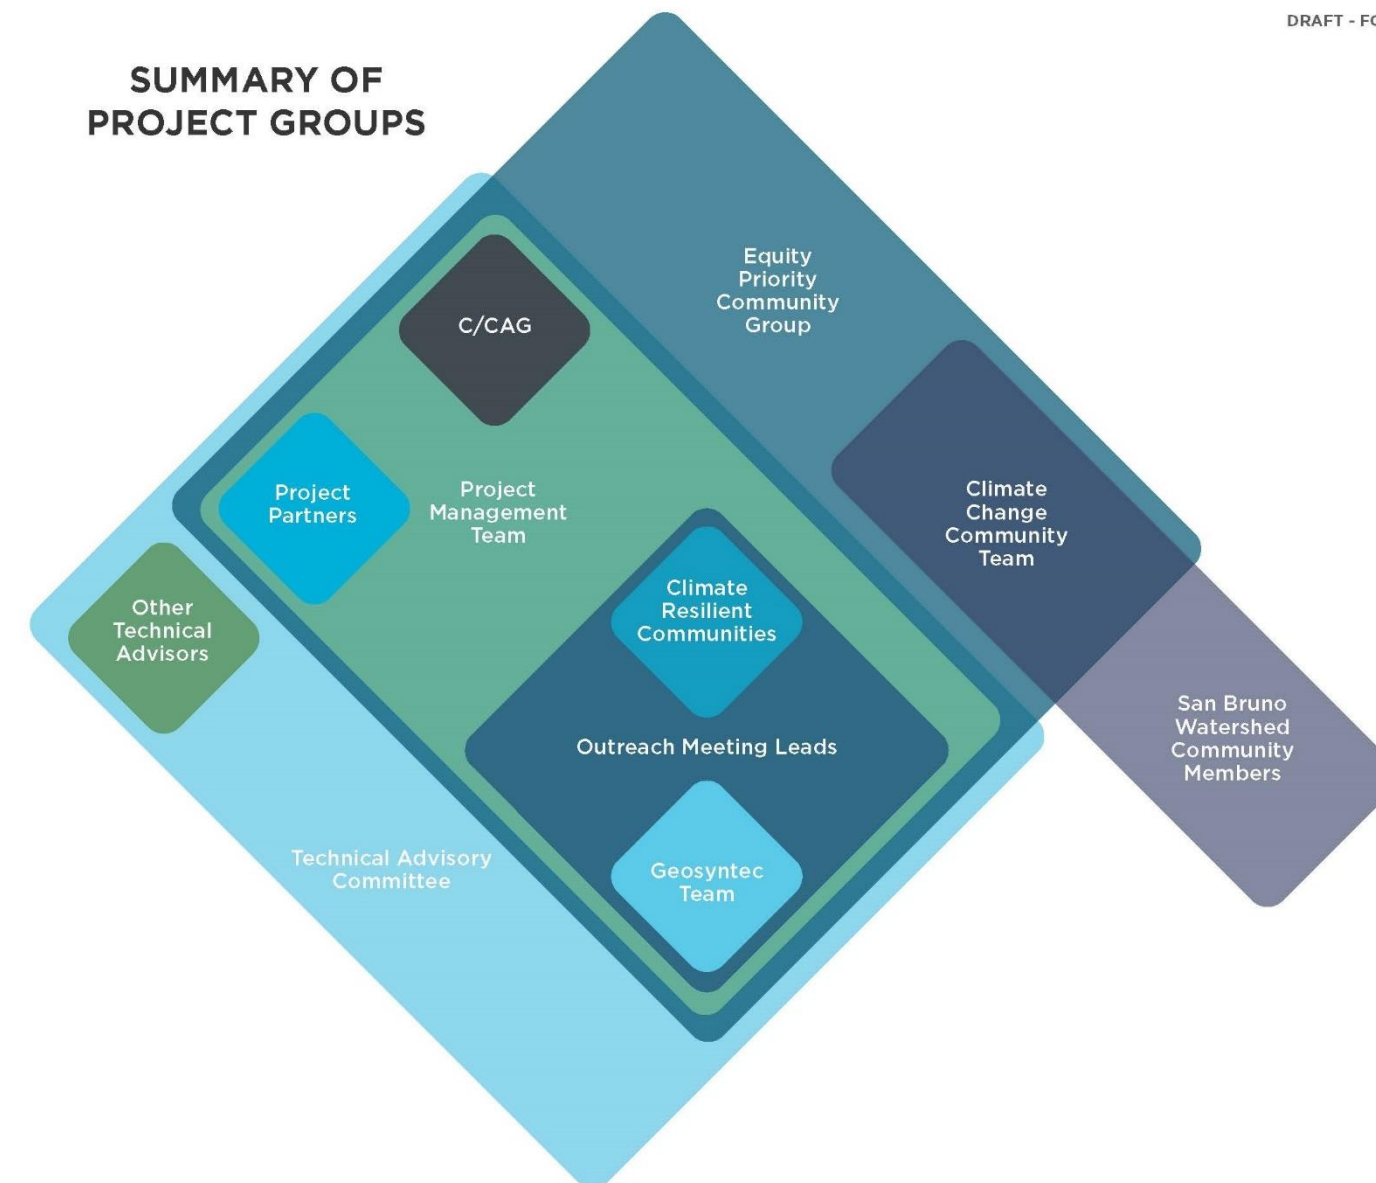 DRAFT - FO
SUMMARY OF
PROJECT GROUPS
Equity
Priority
Community
Group
C/CAG
Project
Partners
Project
Management
Team
Climate
Change
Community
Team
Other
Technical
Advisors
Climate
Resilient
Communities
San Bruno
Watershed
Community
Members
Outreach Meeting Leads
Technical Advisory
Committee
Geosyntec
Team